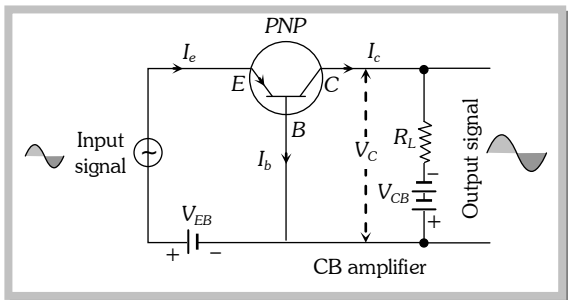 PNP
I_e
I_c
E
C
B
Input
signal
~
I_b
V_C
R_L
V_CB
−
+
Output signal
V_EB
+
−
CB amplifier